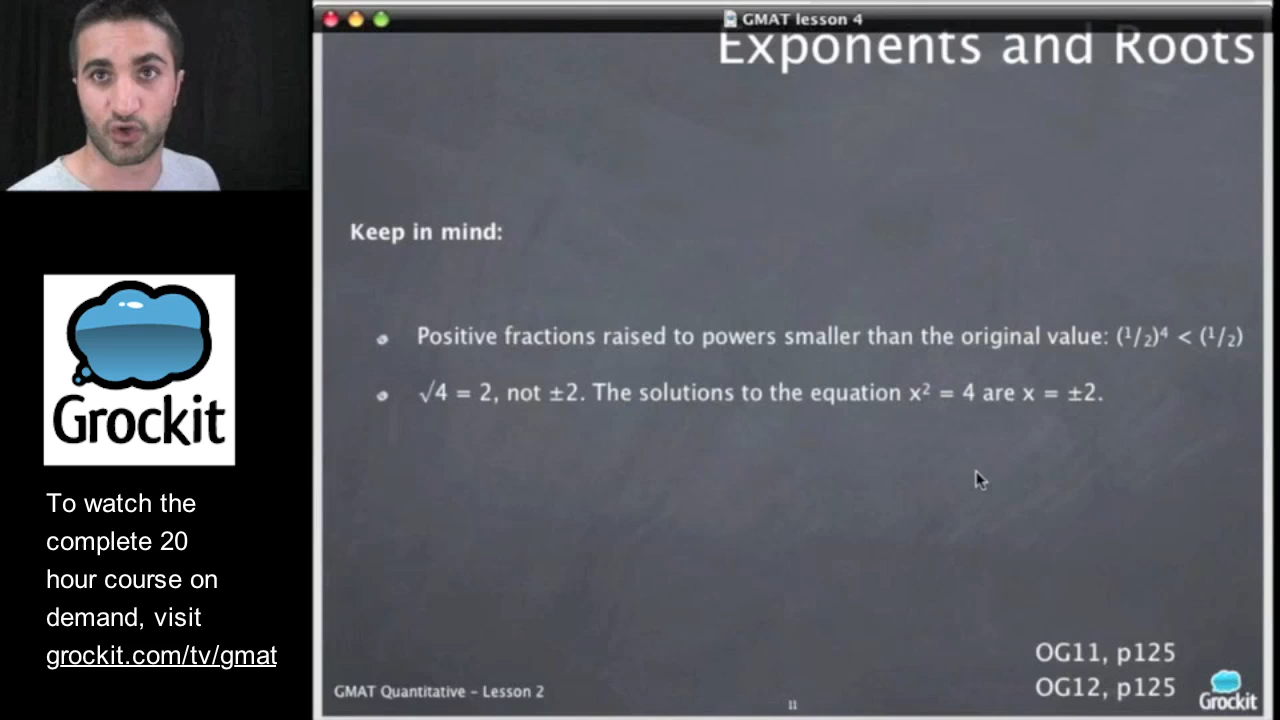 GMAT lesson 4
Exponents and Roots
Keep in mind:
Positive fractions raised to powers smaller than the original value: (¹/₂)⁴ < (¹/₂)
√4 = 2, not ±2. The solutions to the equation x² = 4 are x = ±2.
Grockit
To watch the
complete 20
hour course on
demand, visit
grockit.com/tv/gmat
OG11, p125
OG12, p125
GMAT Quantitative – Lesson 2
11
Grockit